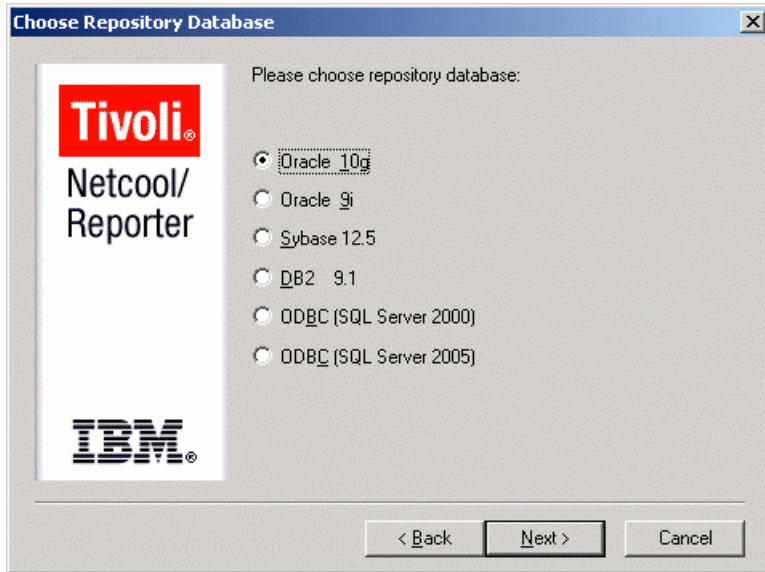 Choose Repository Database
Please choose repository database:
Tivoli®
Netcool/
Reporter
Oracle 10g
Oracle 9i
Sybase 12.5
DB2 9.1
ODBC (SQL Server 2000)
ODBC (SQL Server 2005)
IBM®
< Back
Next >
Cancel